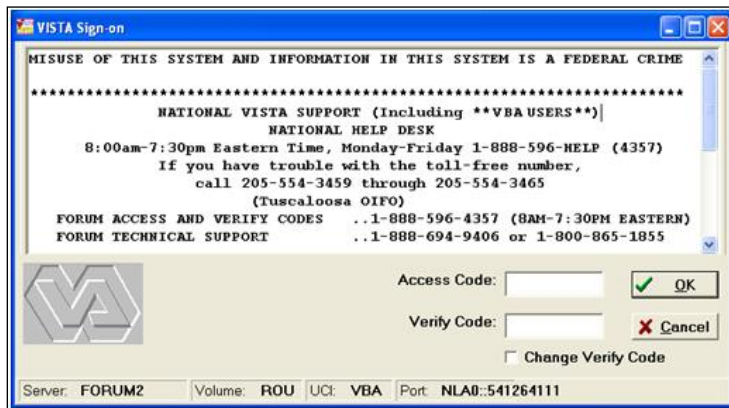 VISTA Sign-on
MISUSE OF THIS SYSTEM AND INFORMATION IN THIS SYSTEM IS A FEDERAL CRIME
***********************************************************************
NATIONAL VISTA SUPPORT (Including **VBA USERS**)
NATIONAL HELP DESK
8:00am-7:30pm Eastern Time, Monday-Friday 1-888-596-HELP (4357)
If you have trouble with the toll-free number,
call 205-554-3459 through 205-554-3465
(Tuscaloosa OIFO)
FORUM ACCESS AND VERIFY CODES ..1-888-596-4357 (8AM-7:30PM EASTERN)
FORUM TECHNICAL SUPPORT ..1-888-694-9406 or 1-800-865-1855
Access Code:
OK
Verify Code:
Cancel
Change Verify Code
Server: FORUM2 Volume: ROU UCI: VBA Port: NLA0::541264111